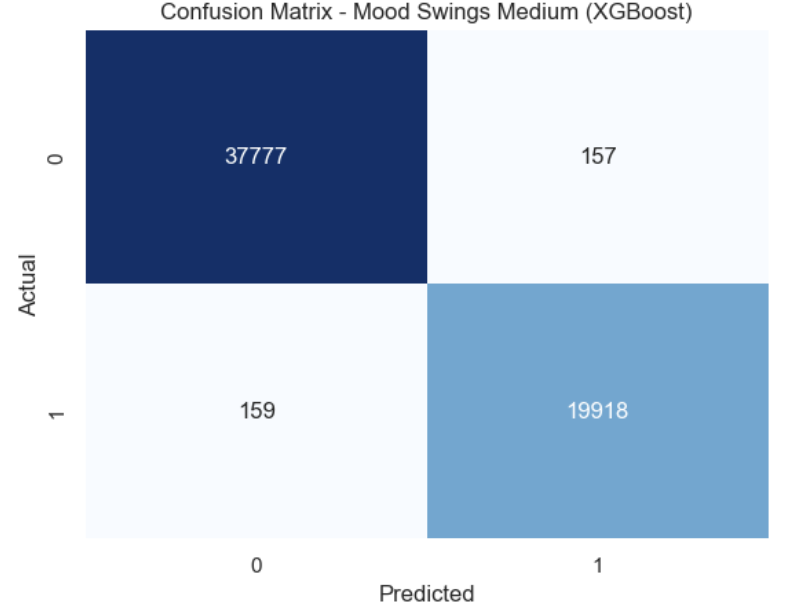 Confusion Matrix - Mood Swings Medium (XGBoost)
Actual
0
37777
157
1
159
19918
0
1
Predicted